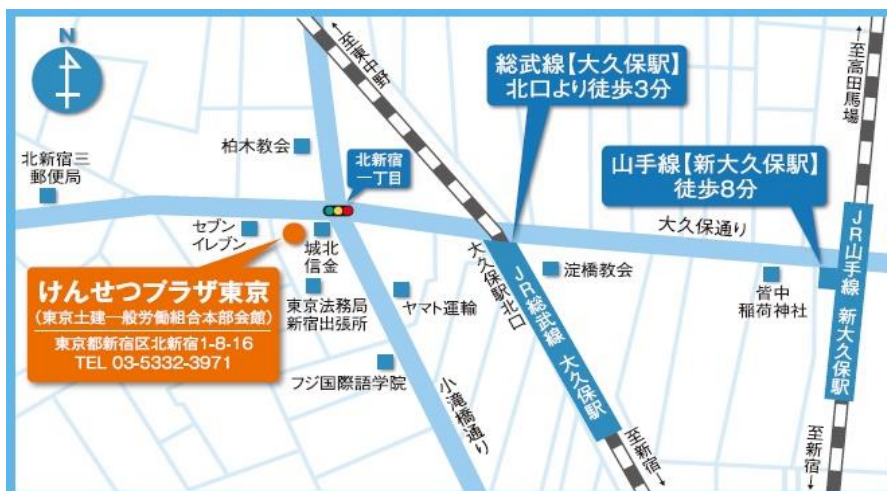 N
←至東中野
総武線【大久保駅】
北口より徒歩3分
←至高田馬場
柏木教会
北新宿
一丁目
北新宿三
郵便局
山手線【新大久保駅】
徒歩8分
セブン
イレブン
城北
信金
大久保通り
けんせつプラザ東京
(東京土建一般労働組合本部会館)
東京都新宿区北新宿1-8-16
TEL 03-5332-3971
東京法務局
新宿出張所
ヤマト運輸
大久保駅北口
JR総武線 大久保駅
淀橋教会
皆中
稲荷神社
JR山手線 新大久保駅
フジ国際語学院
小滝橋通り
至新宿→
至新宿→